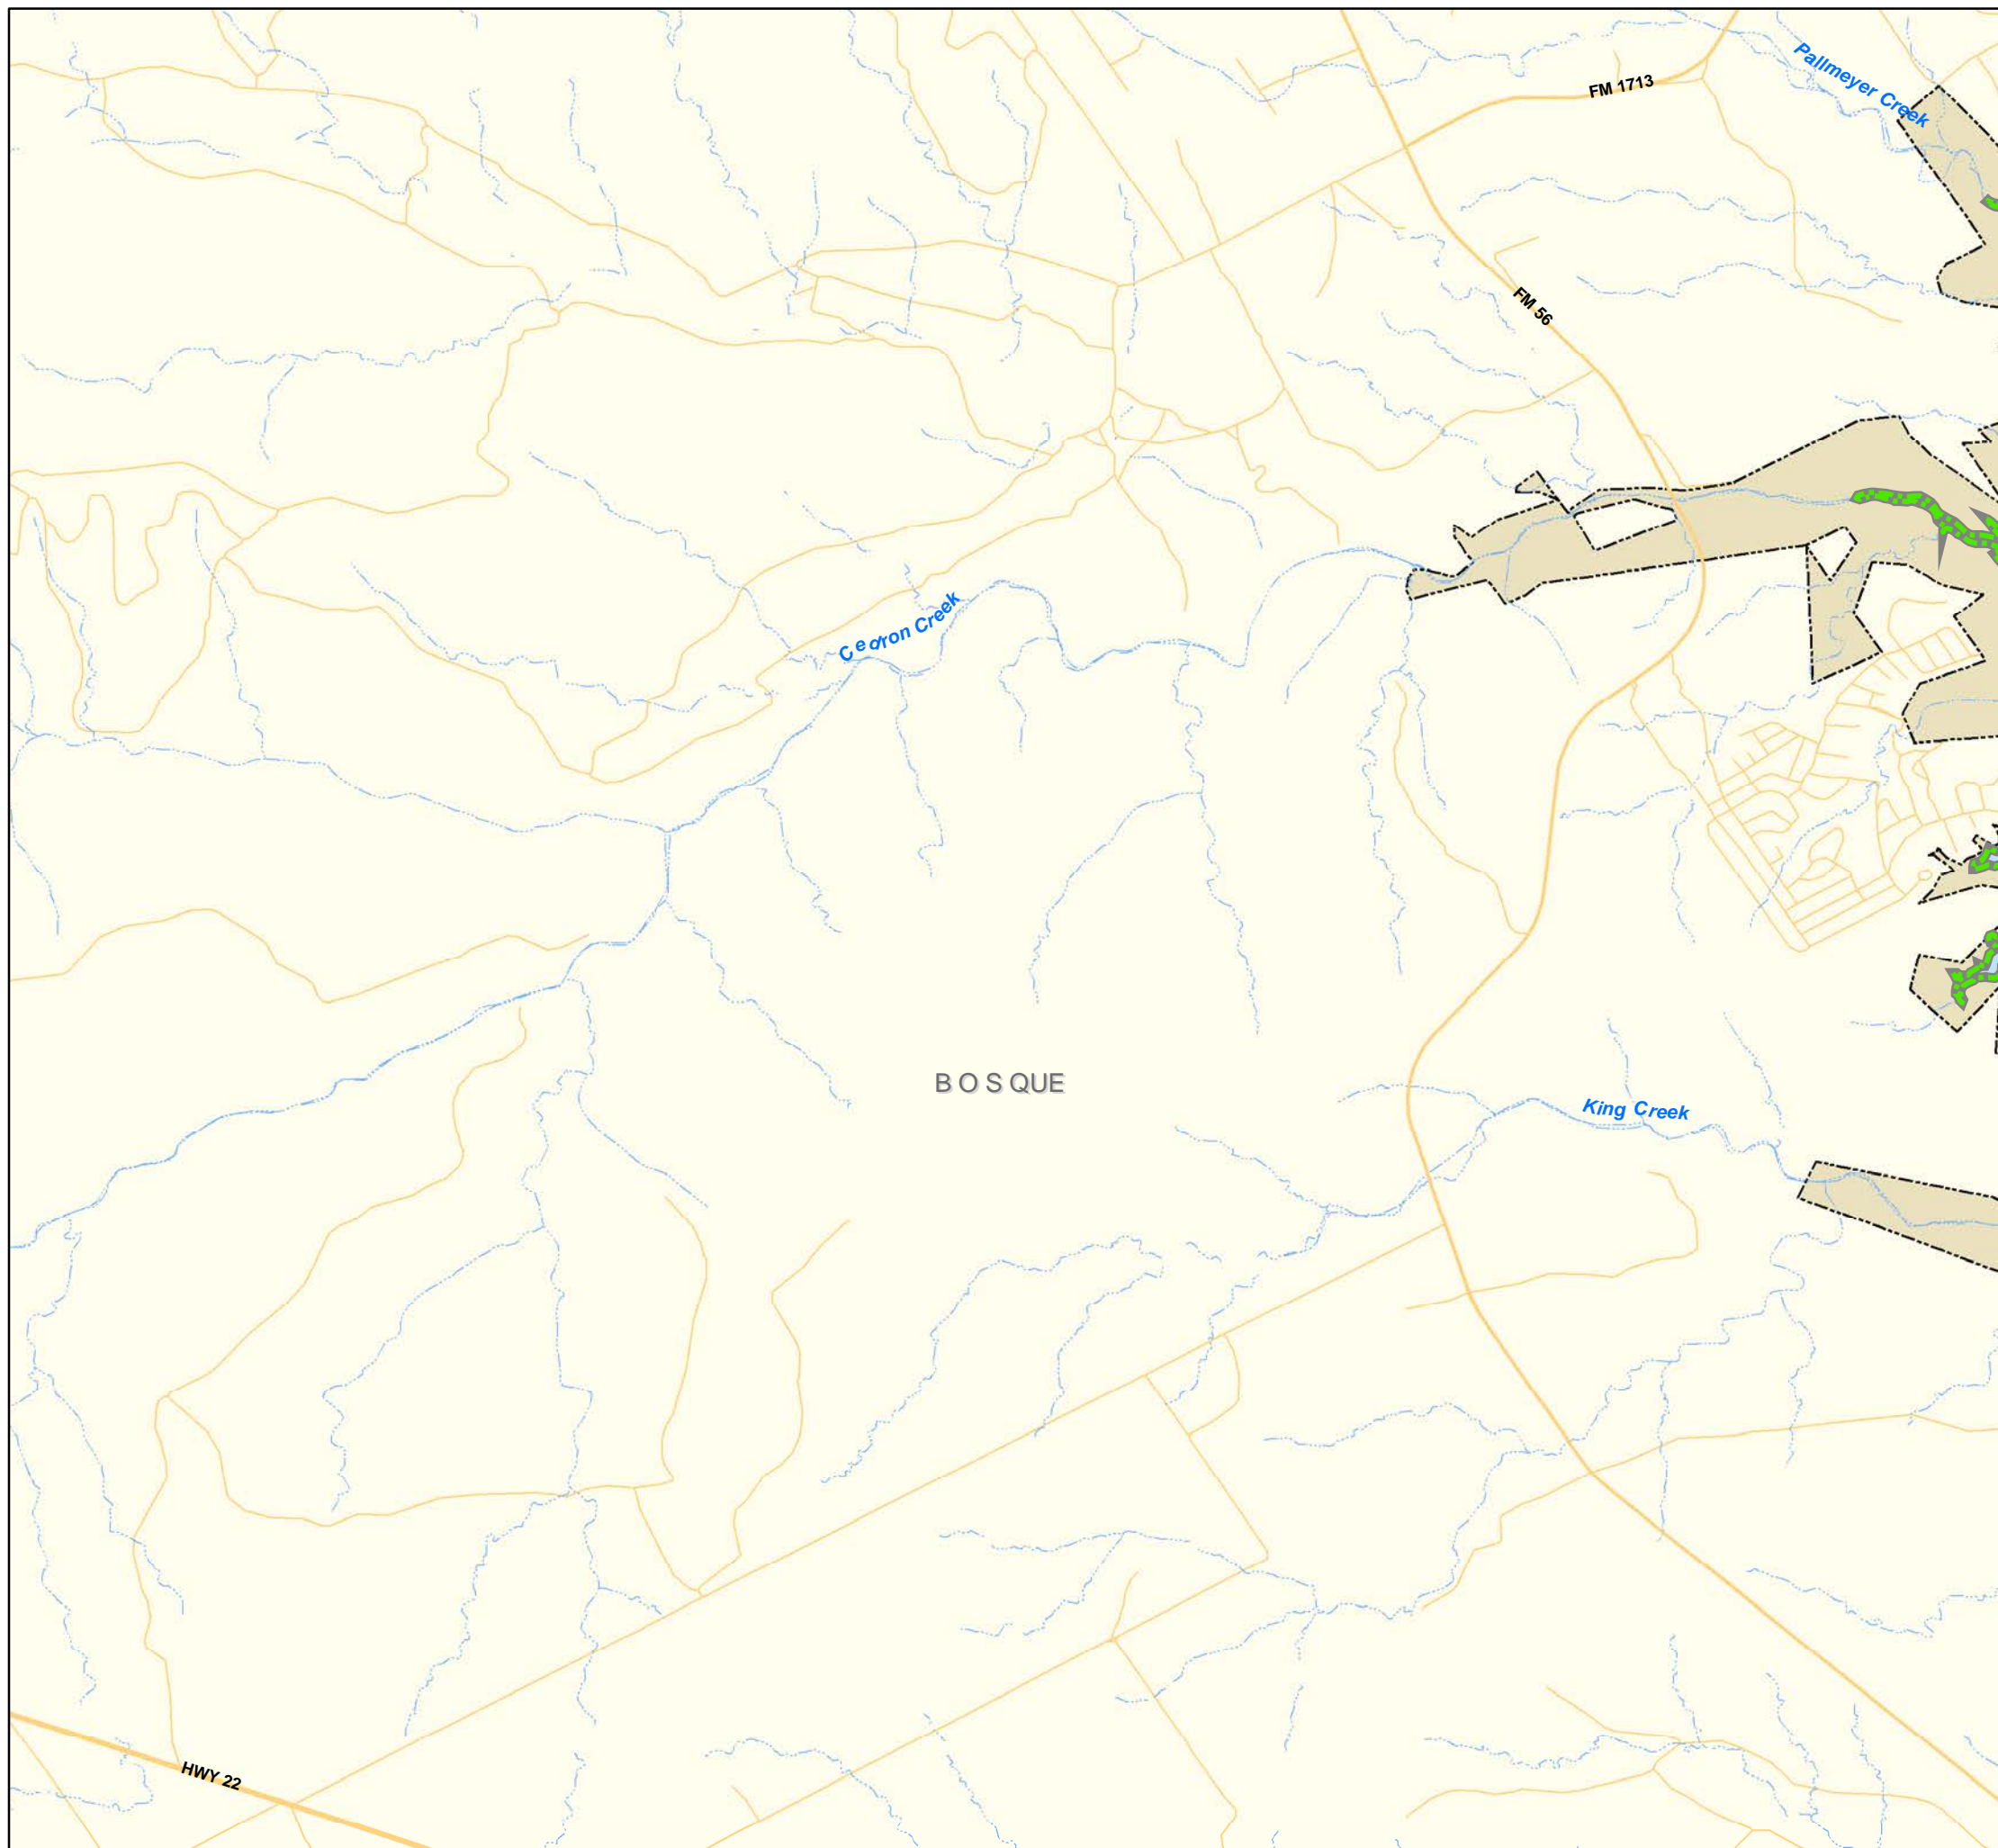 Pallmeyer Creek
FM 1713
FM 56
Cedron Creek
BOSQUE
King Creek
HWY 22